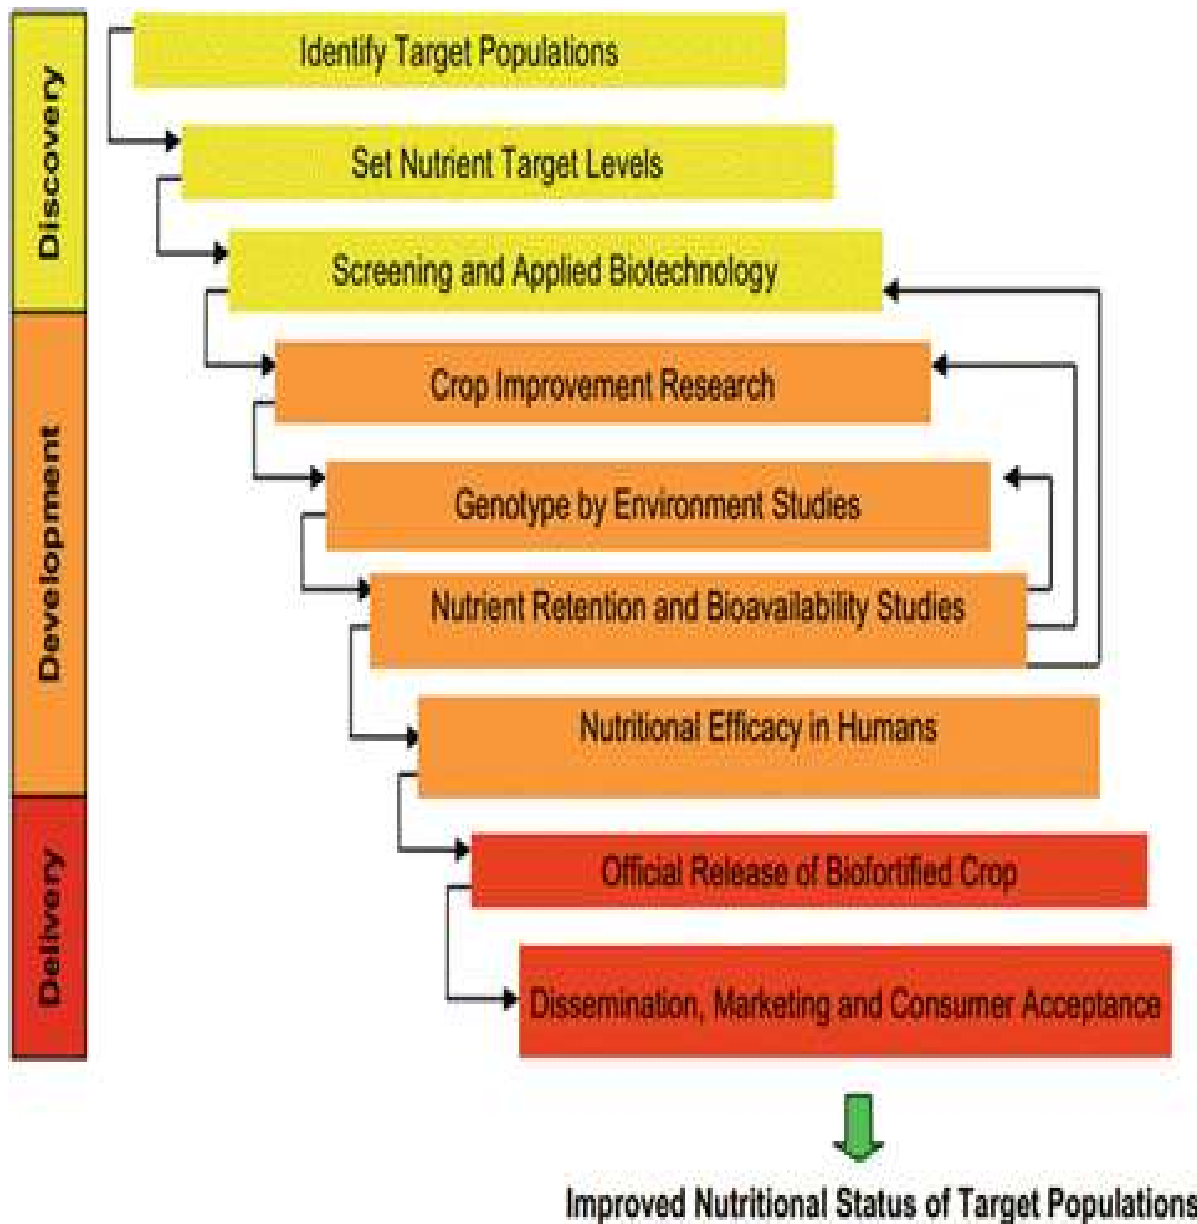 Discovery
Identify Target Populations
Set Nutrient Target Levels
Screening and Applied Biotechnology
Development
Crop Improvement Research
Genotype by Environment Studies
Nutrient Retention and Bioavailability Studies
Nutritional Efficacy in Humans
Delivery
Official Release of Biofortified Crop
Dissemination, Marketing and Consumer Acceptance
Improved Nutritional Status of Target Populations